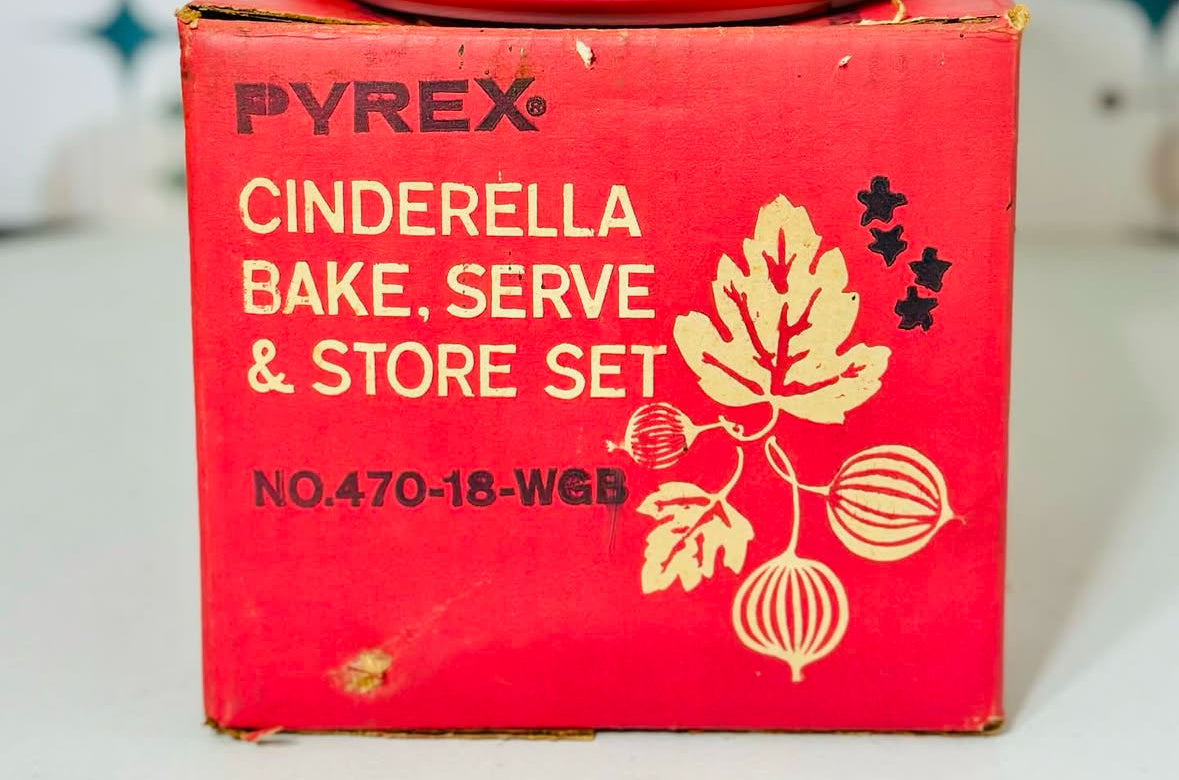 PYREX®
CINDERELLA
BAKE, SERVE
& STORE SET
NO.470-18-WGB